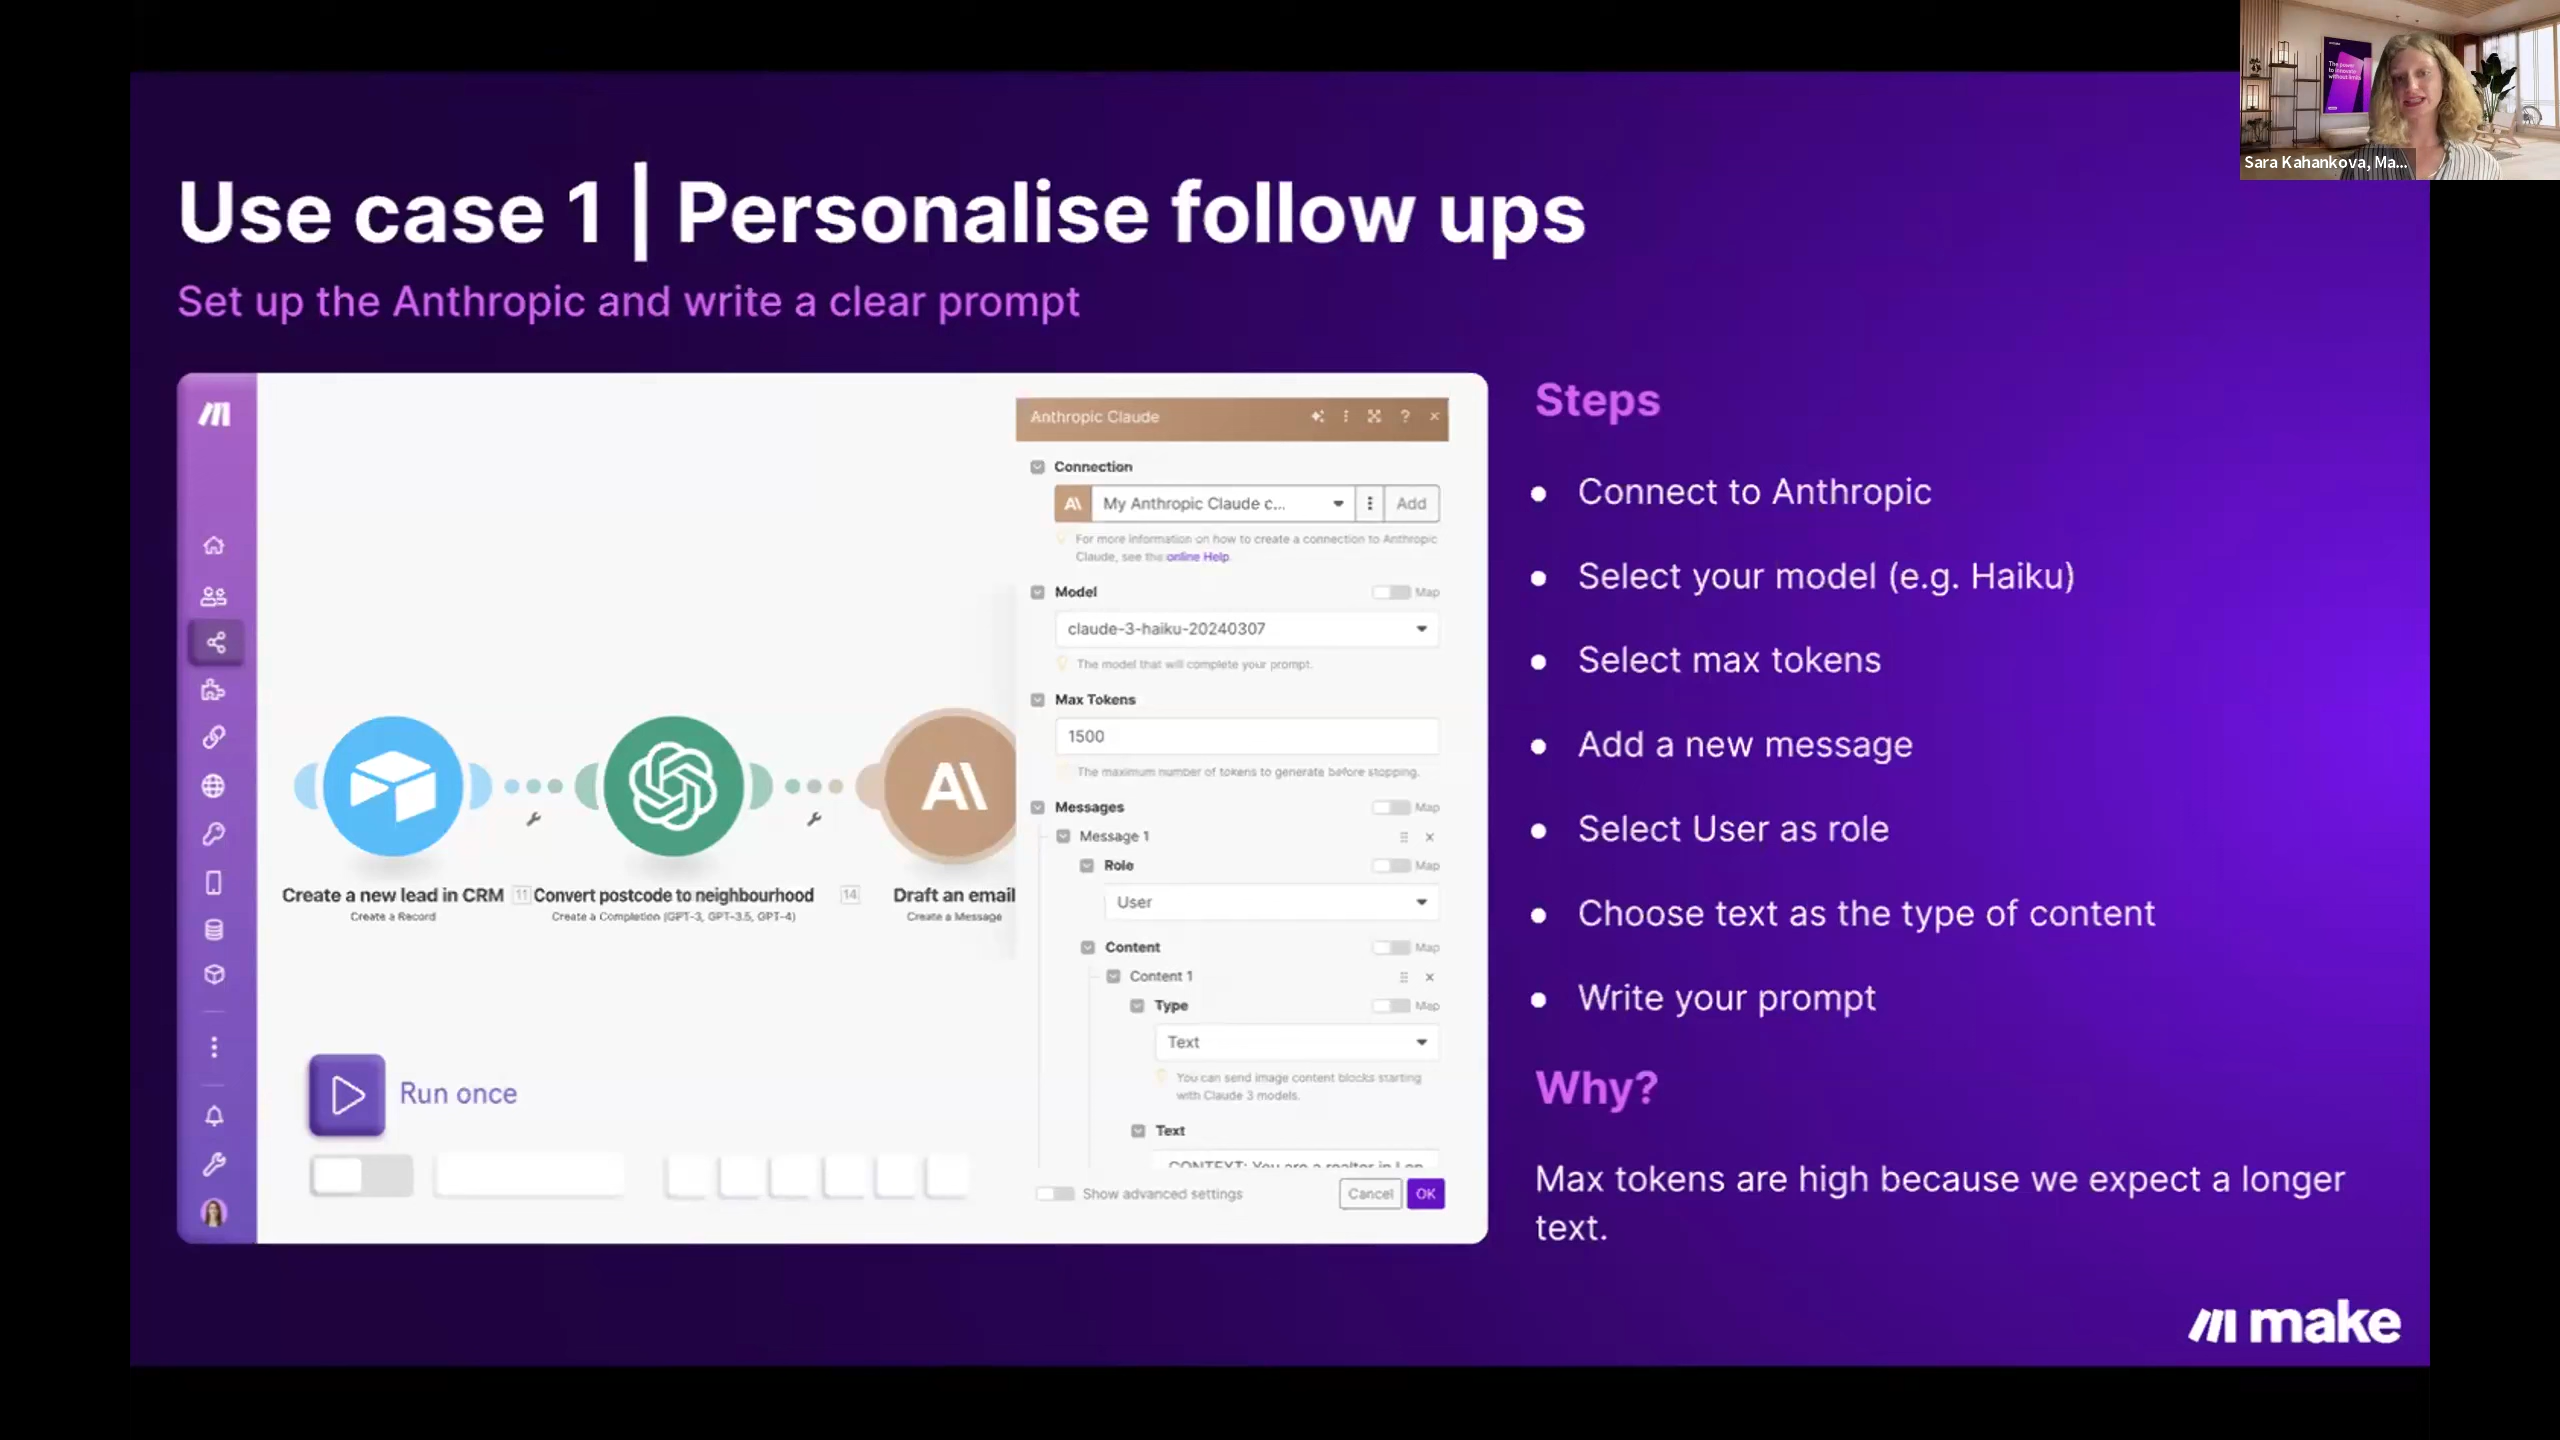 Sara Kahankova, Ma...
Use case 1 | Personalise follow ups
Set up the Anthropic and write a clear prompt
Create a new lead in CRM
Create a Record
11
Convert postcode to neighbourhood
Create a Completion (GPT-3, GPT-3.5, GPT-4)
14
Draft an email
Create a Message
Run once
Anthropic Claude
?
Connection
My Anthropic Claude c...
Add
For more information on how to create a connection to Anthropic
Claude, see the online Help.
Model
Map
claude-3-haiku-20240307
The model that will complete your prompt.
Max Tokens
1500
The maximum number of tokens to generate before stopping.
Messages
Map
Message 1
Role
Map
User
Content
Map
Content 1
Type
Map
Text
You can send image content blocks starting
with Claude 3 models.
Text
CONTEXT: You are a realtor in Lon
Show advanced settings
Cancel
OK
Steps
• Connect to Anthropic
• Select your model (e.g. Haiku)
• Select max tokens
• Add a new message
• Select User as role
• Choose text as the type of content
• Write your prompt
Why?
Max tokens are high because we expect a longer
text.
make